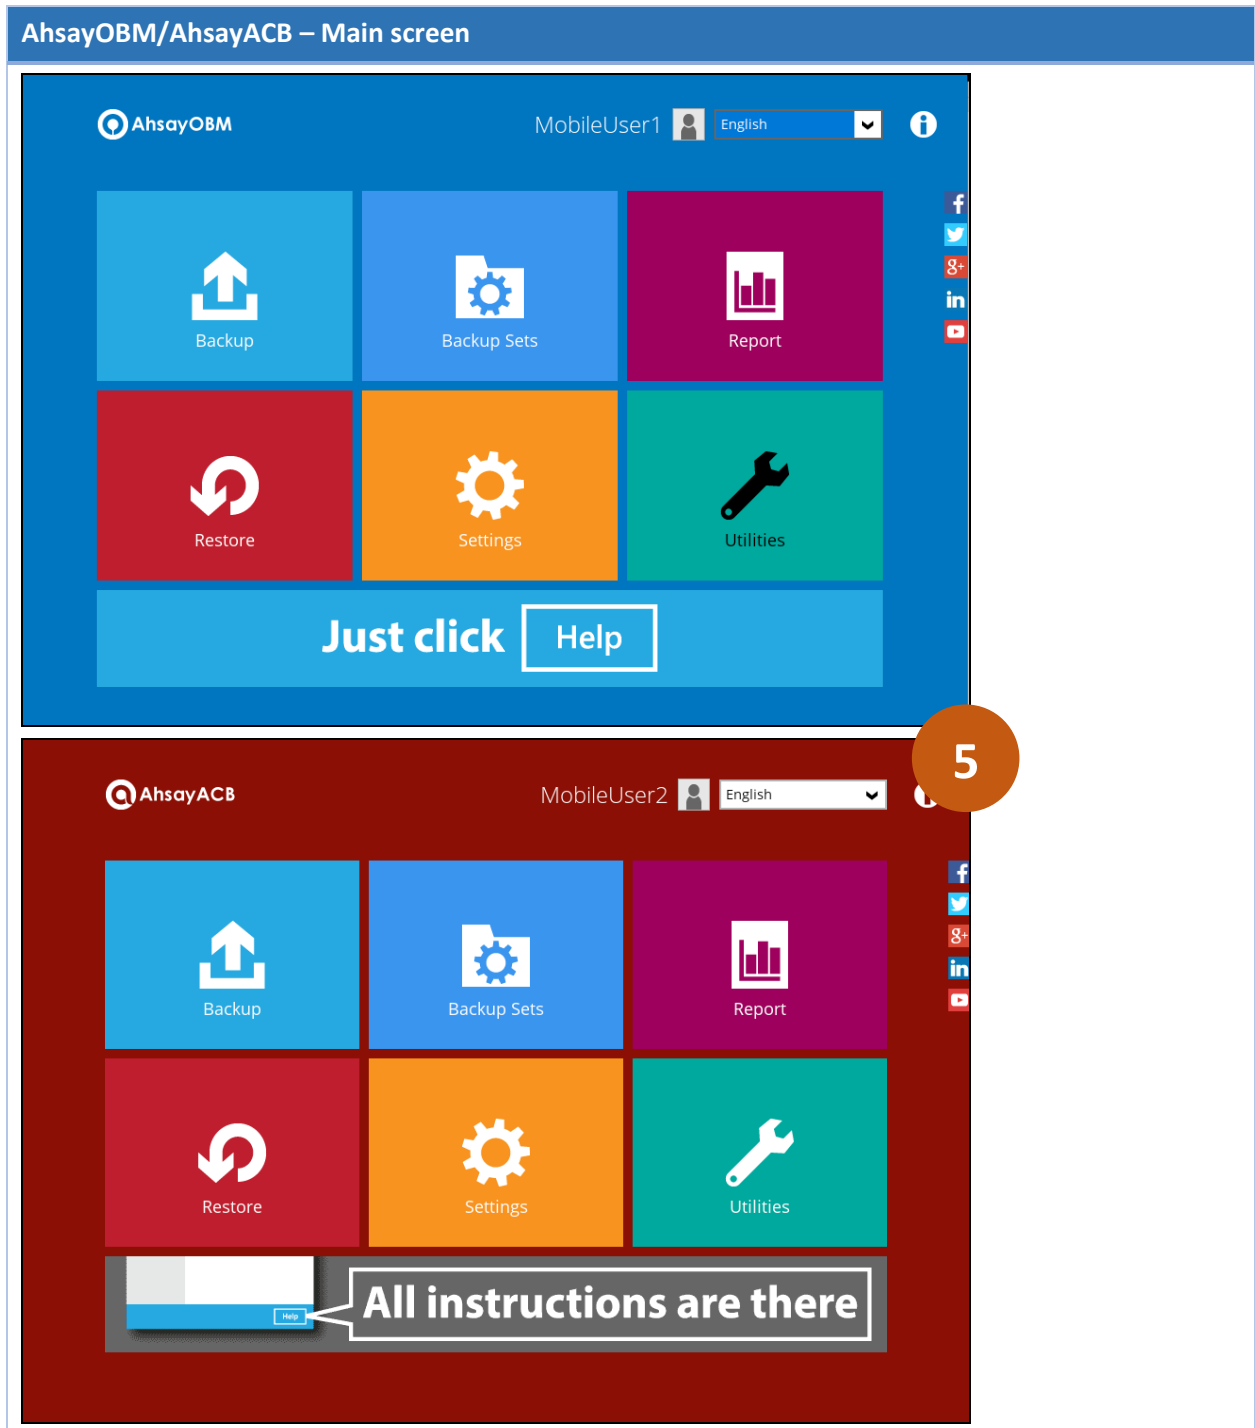 AhsayOBM/AhsayACB – Main screen
AhsayOBM
MobileUser1
English
Backup
Backup Sets
Report
Restore
Settings
Utilities
Just click Help
5
AhsayACB
MobileUser2
English
Backup
Backup Sets
Report
Restore
Settings
Utilities
Help
All instructions are there